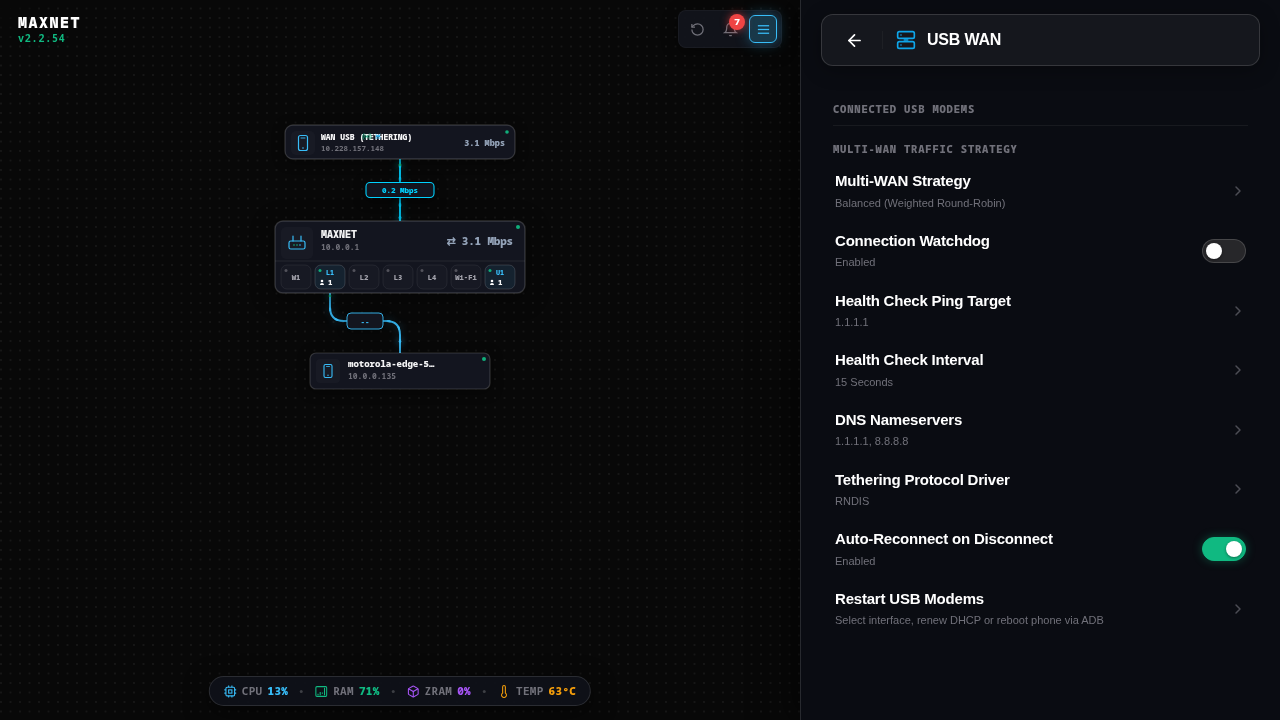 MAXNET
v2.2.54
7
WAN USB (TETHERING)
10.228.157.148
3.1 Mbps
0.2 Mbps
MAXNET
10.0.0.1
⇄ 3.1 Mbps
W1
L1
1
L2
L3
L4
Wi-Fi
U1
1
--
motorola-edge-5…
10.0.0.135
CPU 13% • RAM 71% • ZRAM 0% • TEMP 63°C
USB WAN
CONNECTED USB MODEMS
MULTI-WAN TRAFFIC STRATEGY
Multi-WAN Strategy
Balanced (Weighted Round-Robin)
Connection Watchdog
Enabled
Health Check Ping Target
1.1.1.1
Health Check Interval
15 Seconds
DNS Nameservers
1.1.1.1, 8.8.8.8
Tethering Protocol Driver
RNDIS
Auto-Reconnect on Disconnect
Enabled
Restart USB Modems
Select interface, renew DHCP or reboot phone via ADB